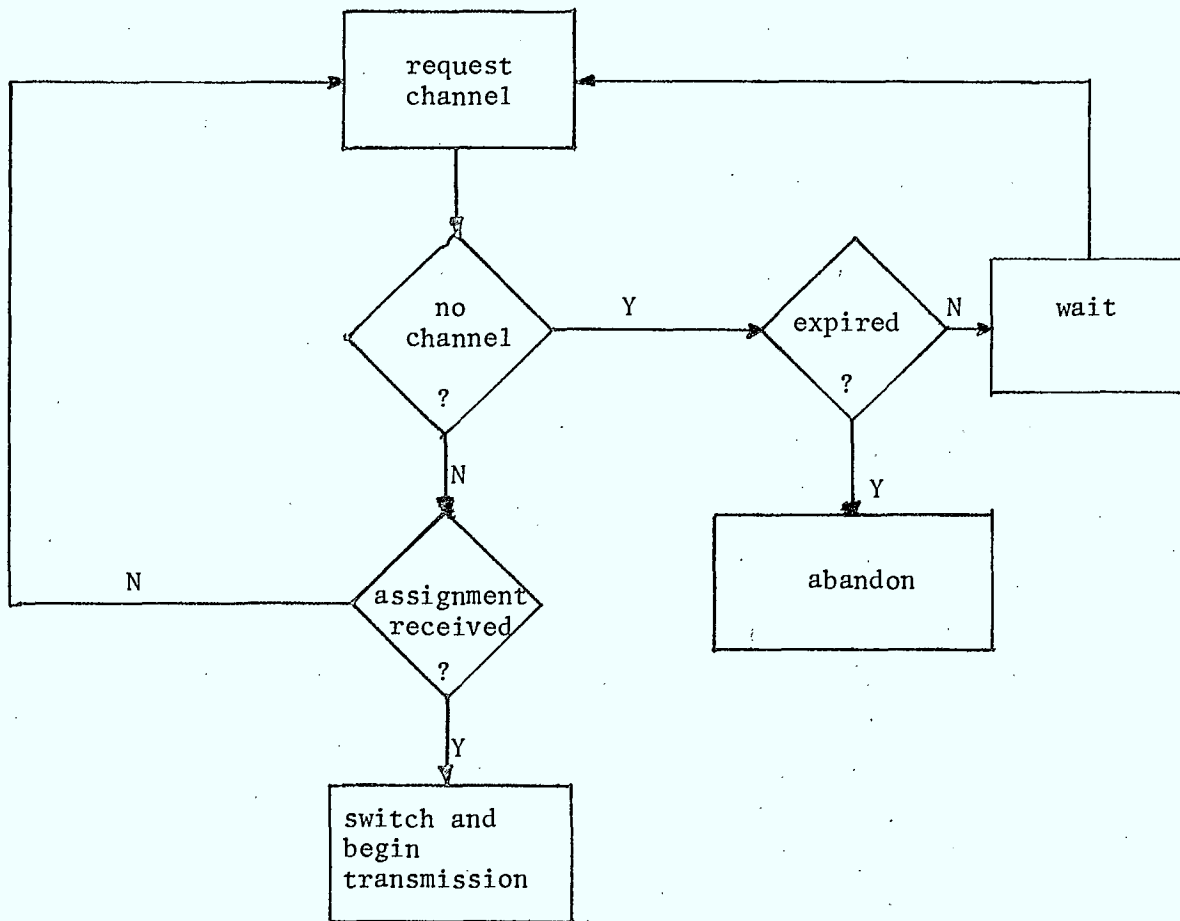 request
channel
no
channel
?
Y
expired
?
N
wait
N
Y
abandon
N
assignment
received
?
Y
switch and
begin
transmission